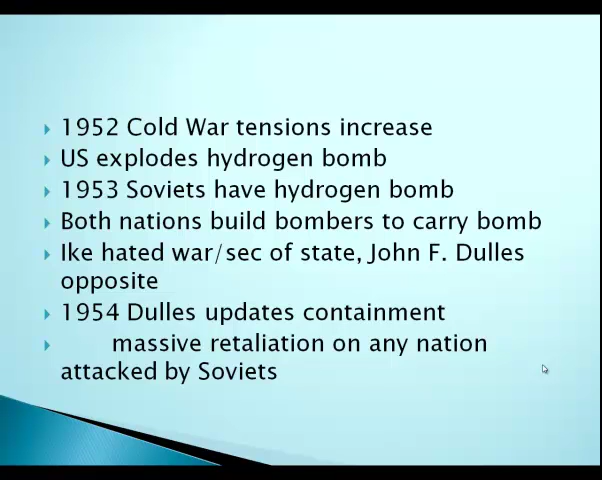 1952 Cold War tensions increase
US explodes hydrogen bomb
1953 Soviets have hydrogen bomb
Both nations build bombers to carry bomb
Ike hated war/sec of state, John F. Dulles
opposite
1954 Dulles updates containment
massive retaliation on any nation
attacked by Soviets